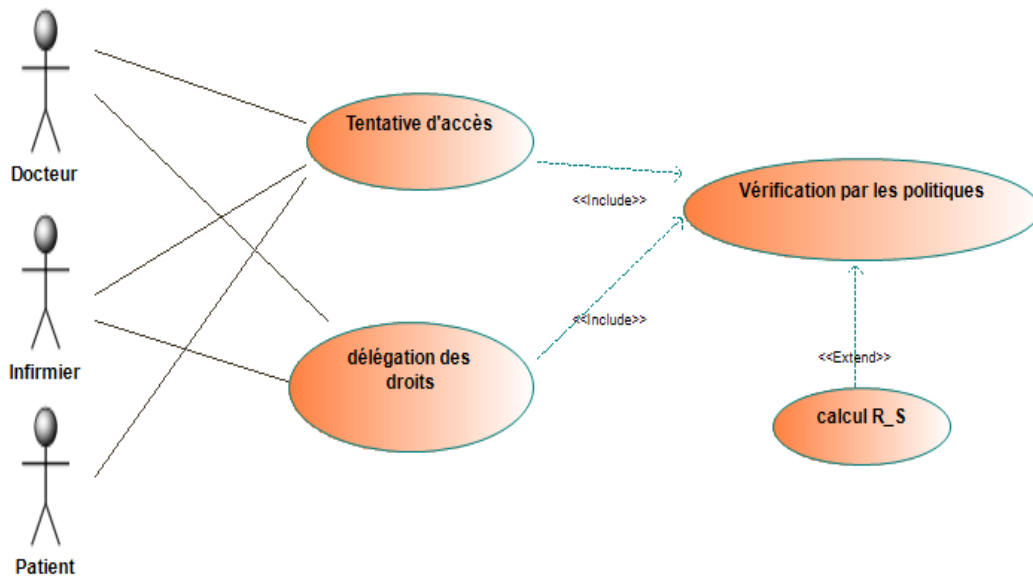 Docteur
Tentative d'accès
Vérification par les politiques
<<Include>>
Infirmier
délégation des
droits
<<Include>>
<<Extend>>
calcul R_S
Patient